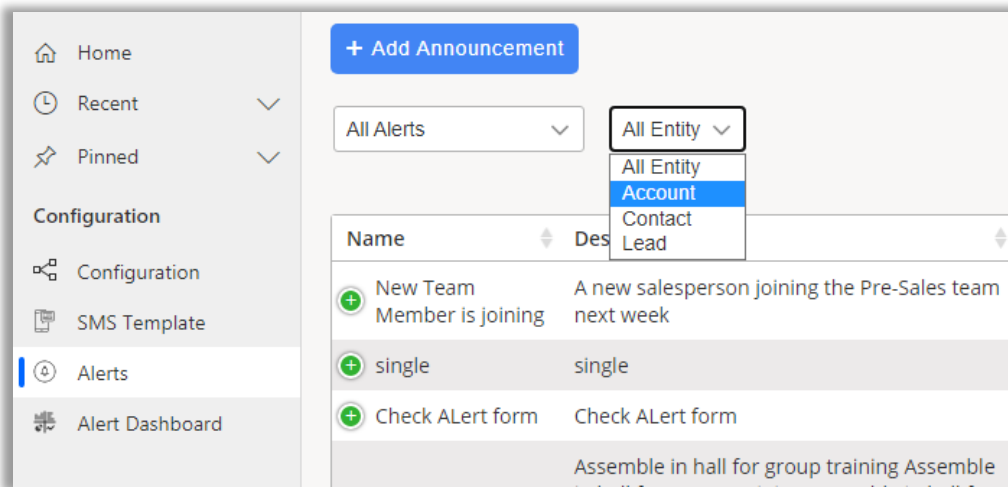 Home
Recent
Pinned
Configuration
Configuration
SMS Template
Alerts
Alert Dashboard
+ Add Announcement
All Alerts
All Entity
All Entity
Account
Contact
Lead
Name
Des
New Team
Member is joining
A new salesperson joining the Pre-Sales team
next week
single
single
Check ALert form
Check ALert form
Assemble in hall for group training Assemble